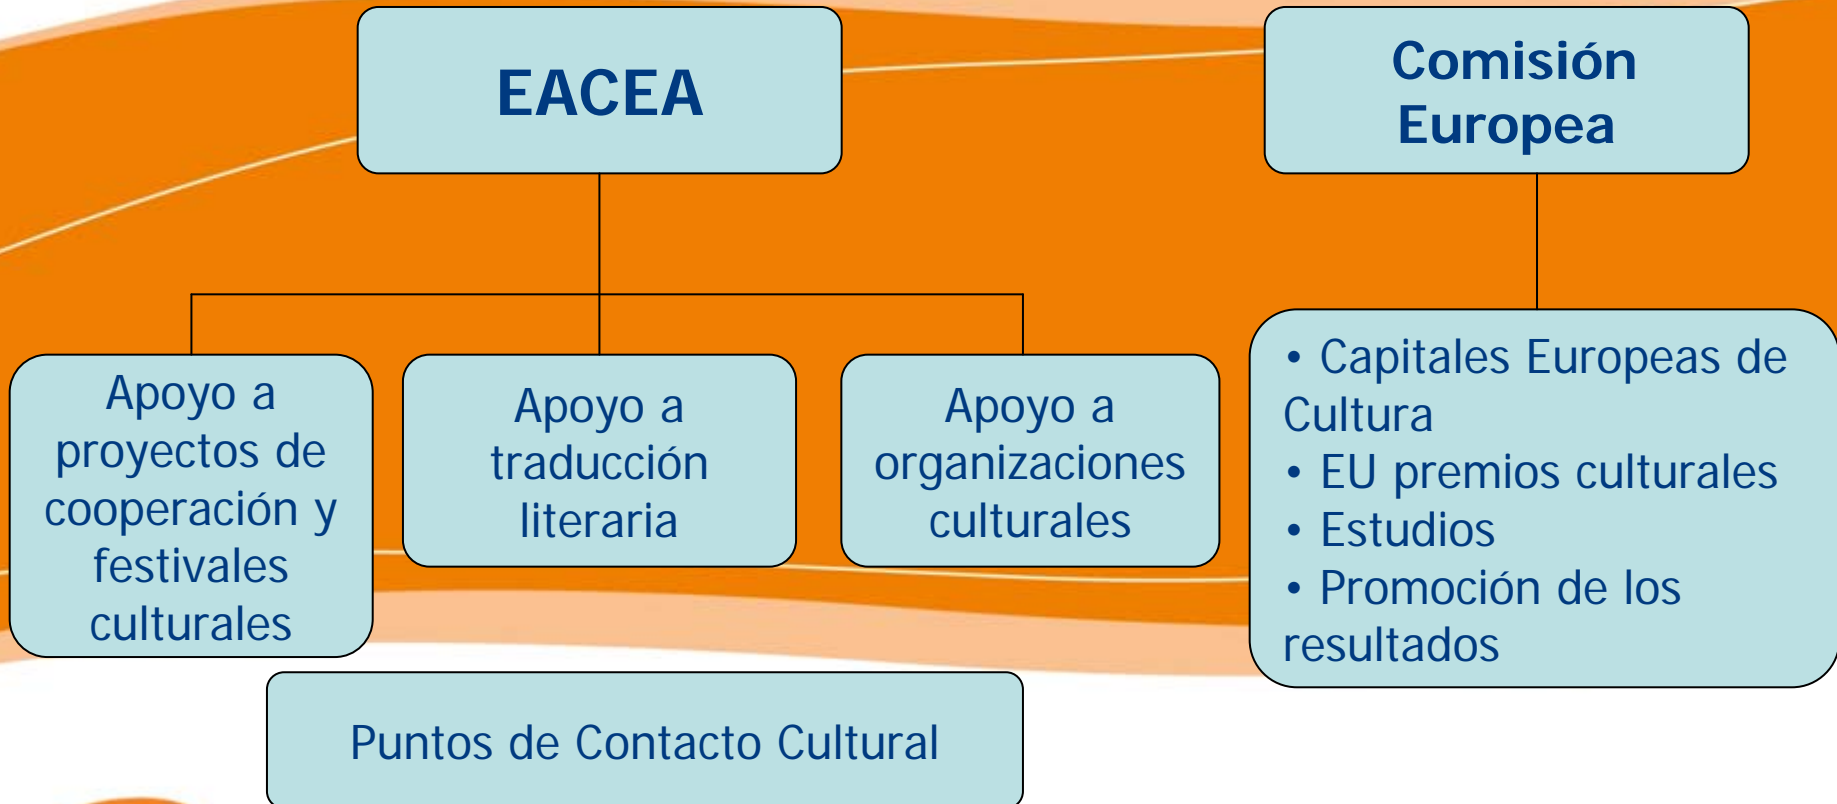 EACEA
Comisión
Europea
Apoyo a
proyectos de
cooperación y
festivales
culturales
Apoyo a
traducción
literaria
Apoyo a
organizaciones
culturales
• Capitales Europeas de
Cultura
• EU premios culturales
• Estudios
• Promoción de los
resultados
Puntos de Contacto Cultural